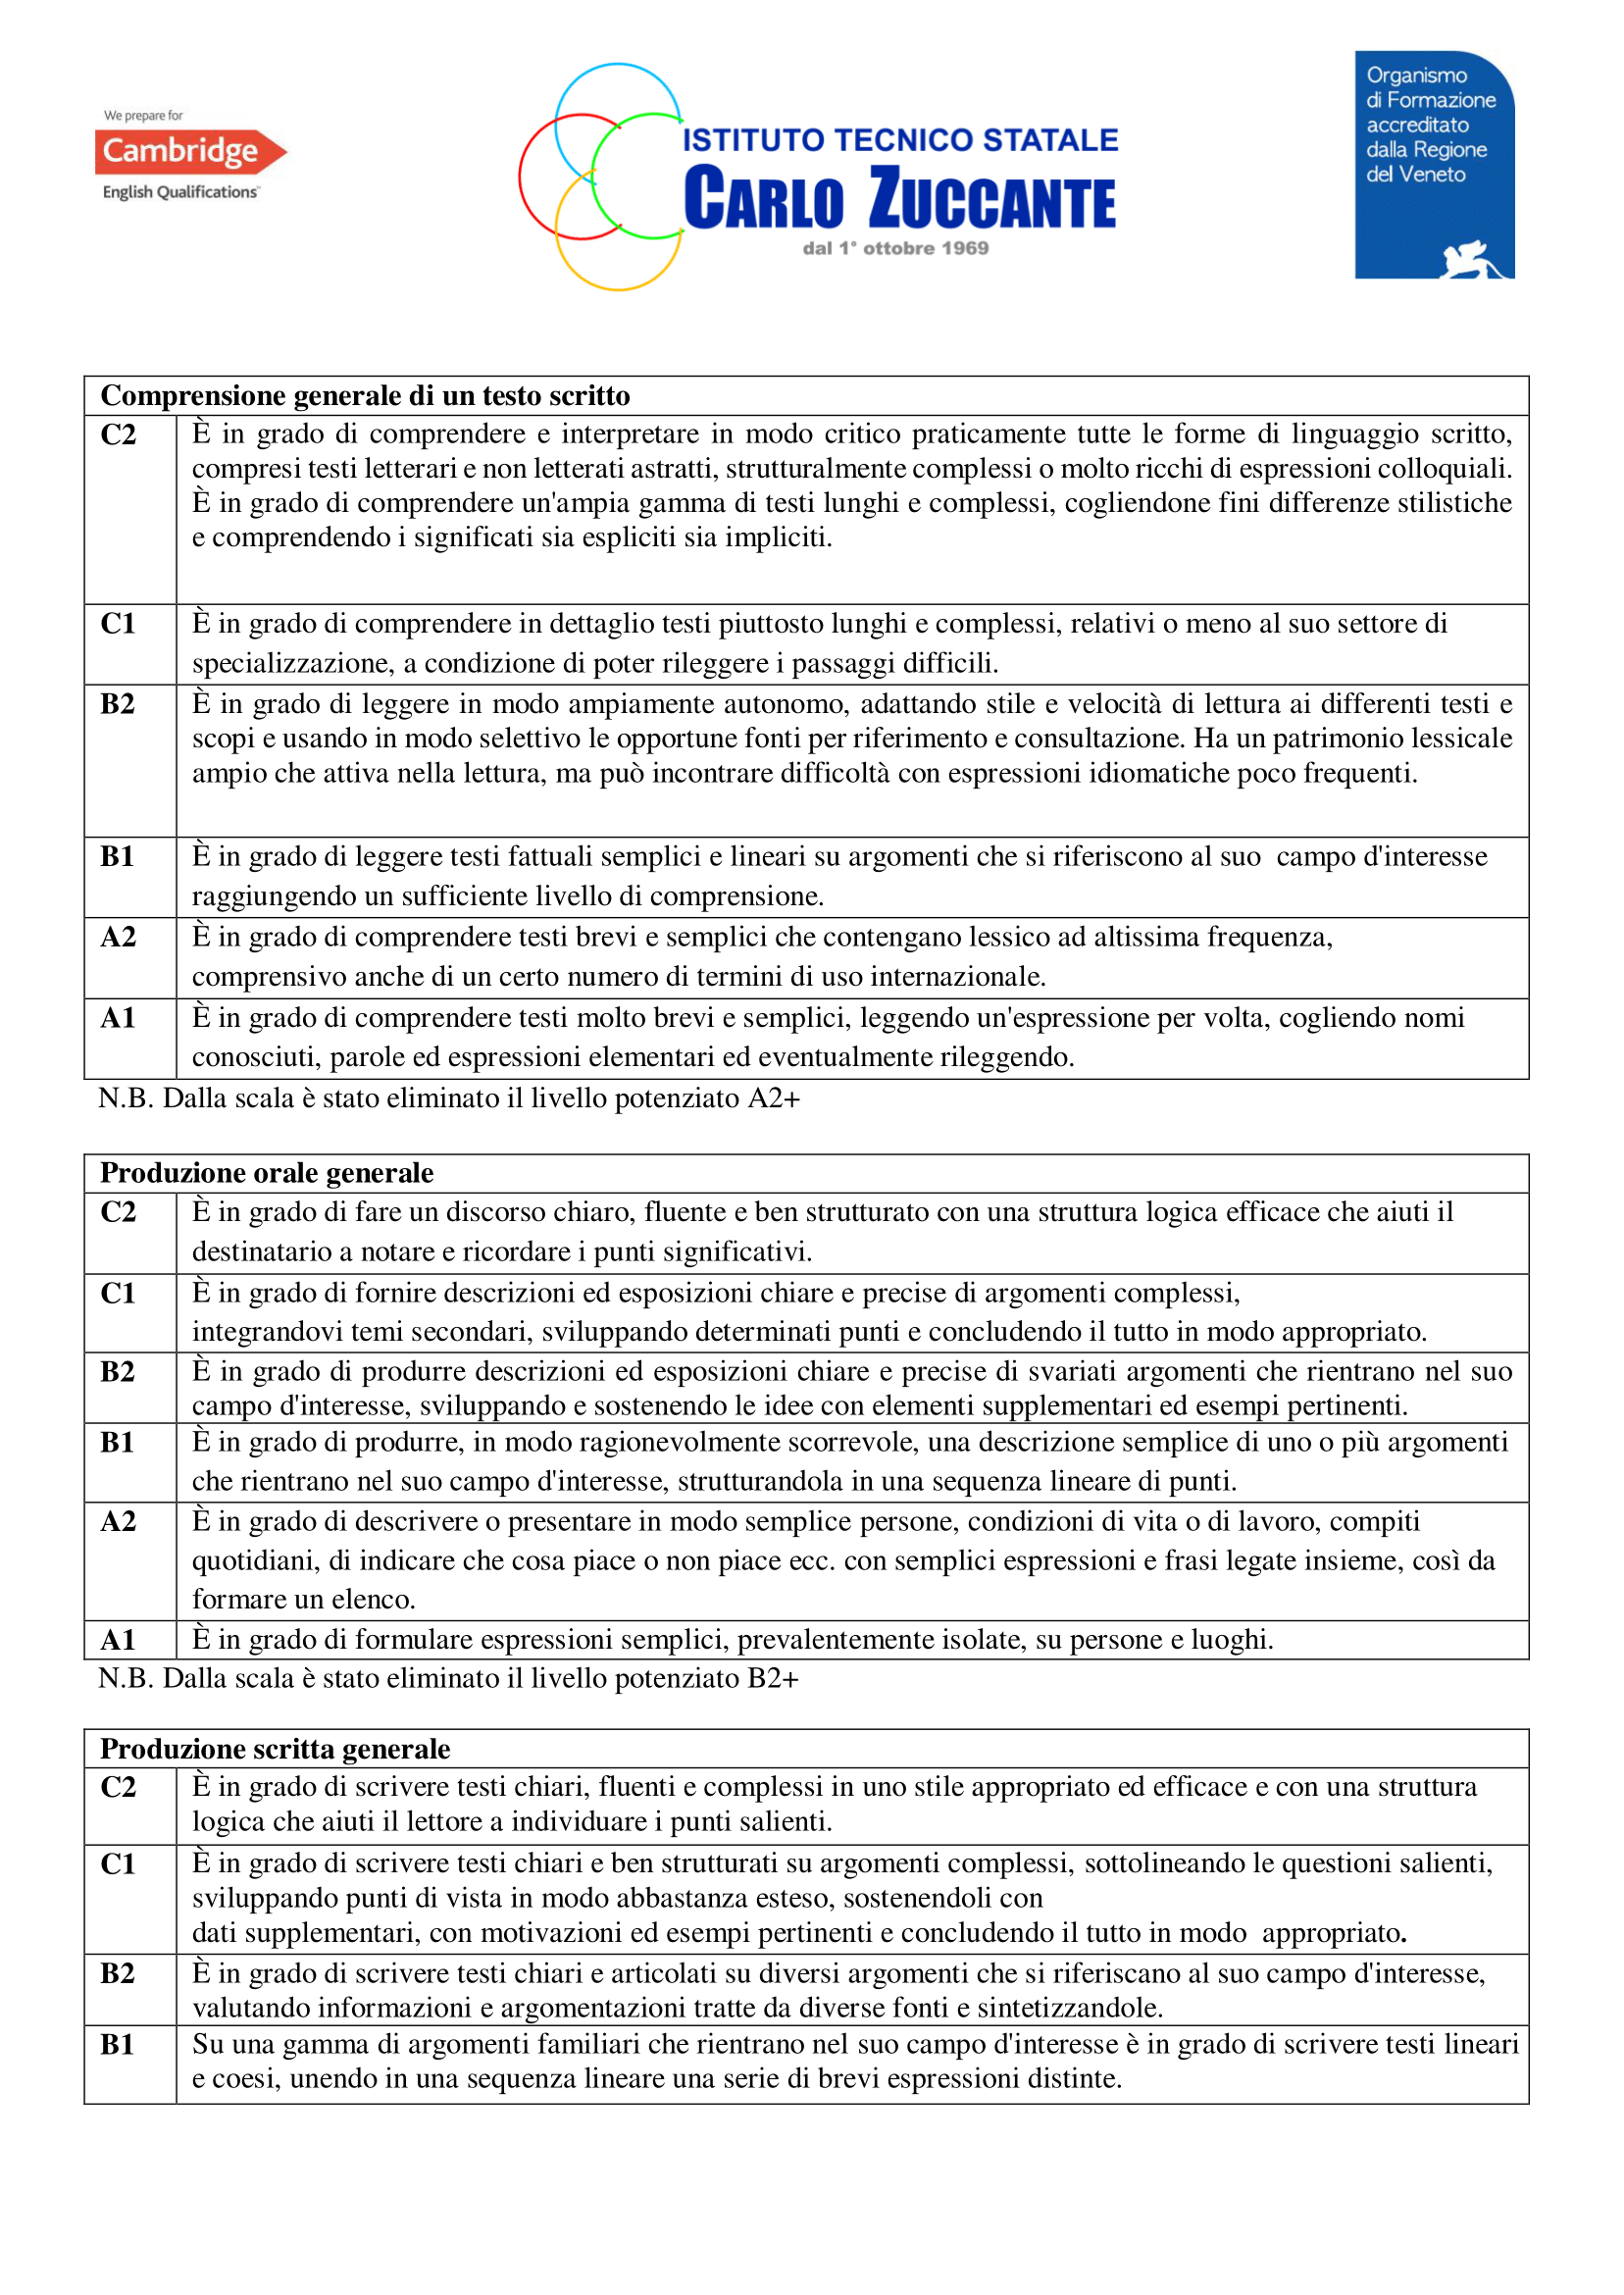 We prepare for
Cambridge
English Qualifications™
ISTITUTO TECNICO STATALE
CARLO ZUCCANTE
dal 1° ottobre 1969
Organismo
di Formazione
accreditato
dalla Regione
del Veneto
Comprensione generale di un testo scritto
C2 È in grado di comprendere e interpretare in modo critico praticamente tutte le forme di linguaggio scritto,
compresi testi letterari e non letterati astratti, strutturalmente complessi o molto ricchi di espressioni colloquiali.
È in grado di comprendere un'ampia gamma di testi lunghi e complessi, cogliendone fini differenze stilistiche
e comprendendo i significati sia espliciti sia impliciti.
C1 È in grado di comprendere in dettaglio testi piuttosto lunghi e complessi, relativi o meno al suo settore di
specializzazione, a condizione di poter rileggere i passaggi difficili.
B2 È in grado di leggere in modo ampiamente autonomo, adattando stile e velocità di lettura ai differenti testi e
scopi e usando in modo selettivo le opportune fonti per riferimento e consultazione. Ha un patrimonio lessicale
ampio che attiva nella lettura, ma può incontrare difficoltà con espressioni idiomatiche poco frequenti.
B1 È in grado di leggere testi fattuali semplici e lineari su argomenti che si riferiscono al suo campo d'interesse
raggiungendo un sufficiente livello di comprensione.
A2 È in grado di comprendere testi brevi e semplici che contengano lessico ad altissima frequenza,
comprensivo anche di un certo numero di termini di uso internazionale.
A1 È in grado di comprendere testi molto brevi e semplici, leggendo un'espressione per volta, cogliendo nomi
conosciuti, parole ed espressioni elementari ed eventualmente rileggendo.
N.B. Dalla scala è stato eliminato il livello potenziato A2+
Produzione orale generale
C2 È in grado di fare un discorso chiaro, fluente e ben strutturato con una struttura logica efficace che aiuti il
destinatario a notare e ricordare i punti significativi.
C1 È in grado di fornire descrizioni ed esposizioni chiare e precise di argomenti complessi,
integrandovi temi secondari, sviluppando determinati punti e concludendo il tutto in modo appropriato.
B2 È in grado di produrre descrizioni ed esposizioni chiare e precise di svariati argomenti che rientrano nel suo
campo d'interesse, sviluppando e sostenendo le idee con elementi supplementari ed esempi pertinenti.
B1 È in grado di produrre, in modo ragionevolmente scorrevole, una descrizione semplice di uno o più argomenti
che rientrano nel suo campo d'interesse, strutturandola in una sequenza lineare di punti.
A2 È in grado di descrivere o presentare in modo semplice persone, condizioni di vita o di lavoro, compiti
quotidiani, di indicare che cosa piace o non piace ecc. con semplici espressioni e frasi legate insieme, così da
formare un elenco.
A1 È in grado di formulare espressioni semplici, prevalentemente isolate, su persone e luoghi.
N.B. Dalla scala è stato eliminato il livello potenziato B2+
Produzione scritta generale
C2 È in grado di scrivere testi chiari, fluenti e complessi in uno stile appropriato ed efficace e con una struttura
logica che aiuti il lettore a individuare i punti salienti.
C1 È in grado di scrivere testi chiari e ben strutturati su argomenti complessi, sottolineando le questioni salienti,
sviluppando punti di vista in modo abbastanza esteso, sostenendoli con
dati supplementari, con motivazioni ed esempi pertinenti e concludendo il tutto in modo appropriato.
B2 È in grado di scrivere testi chiari e articolati su diversi argomenti che si riferiscano al suo campo d'interesse,
valutando informazioni e argomentazioni tratte da diverse fonti e sintetizzandole.
B1 Su una gamma di argomenti familiari che rientrano nel suo campo d'interesse è in grado di scrivere testi lineari
e coesi, unendo in una sequenza lineare una serie di brevi espressioni distinte.